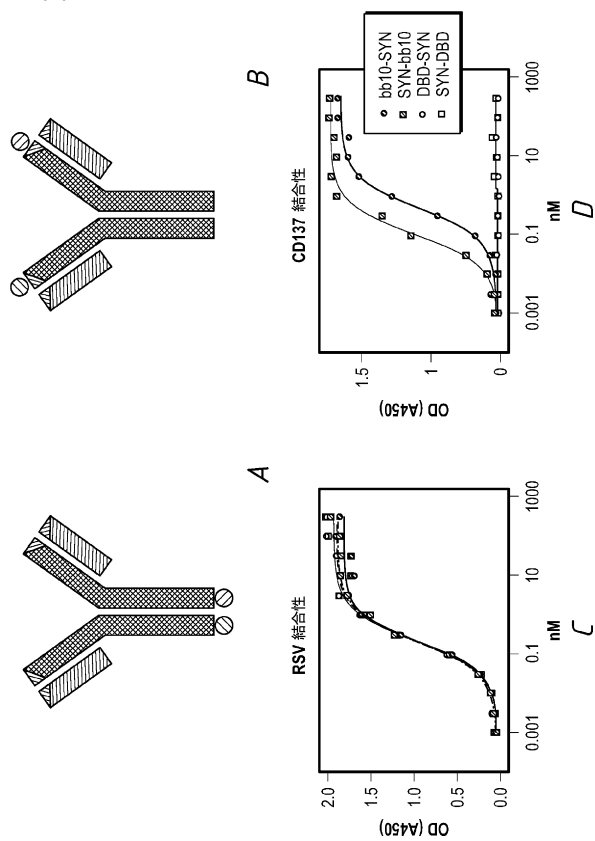 A
B
RSV 結合性
OD (A450)
2.0
1.5
1.0
0.5
0.0
0.001 0.1 10 1000
nM
C
CD137 結合性
OD (A450)
1.5
1
0
0.001 0.1 10 1000
nM
bb10-SYN
SYN-bb10
DBD-SYN
SYN-DBD
D